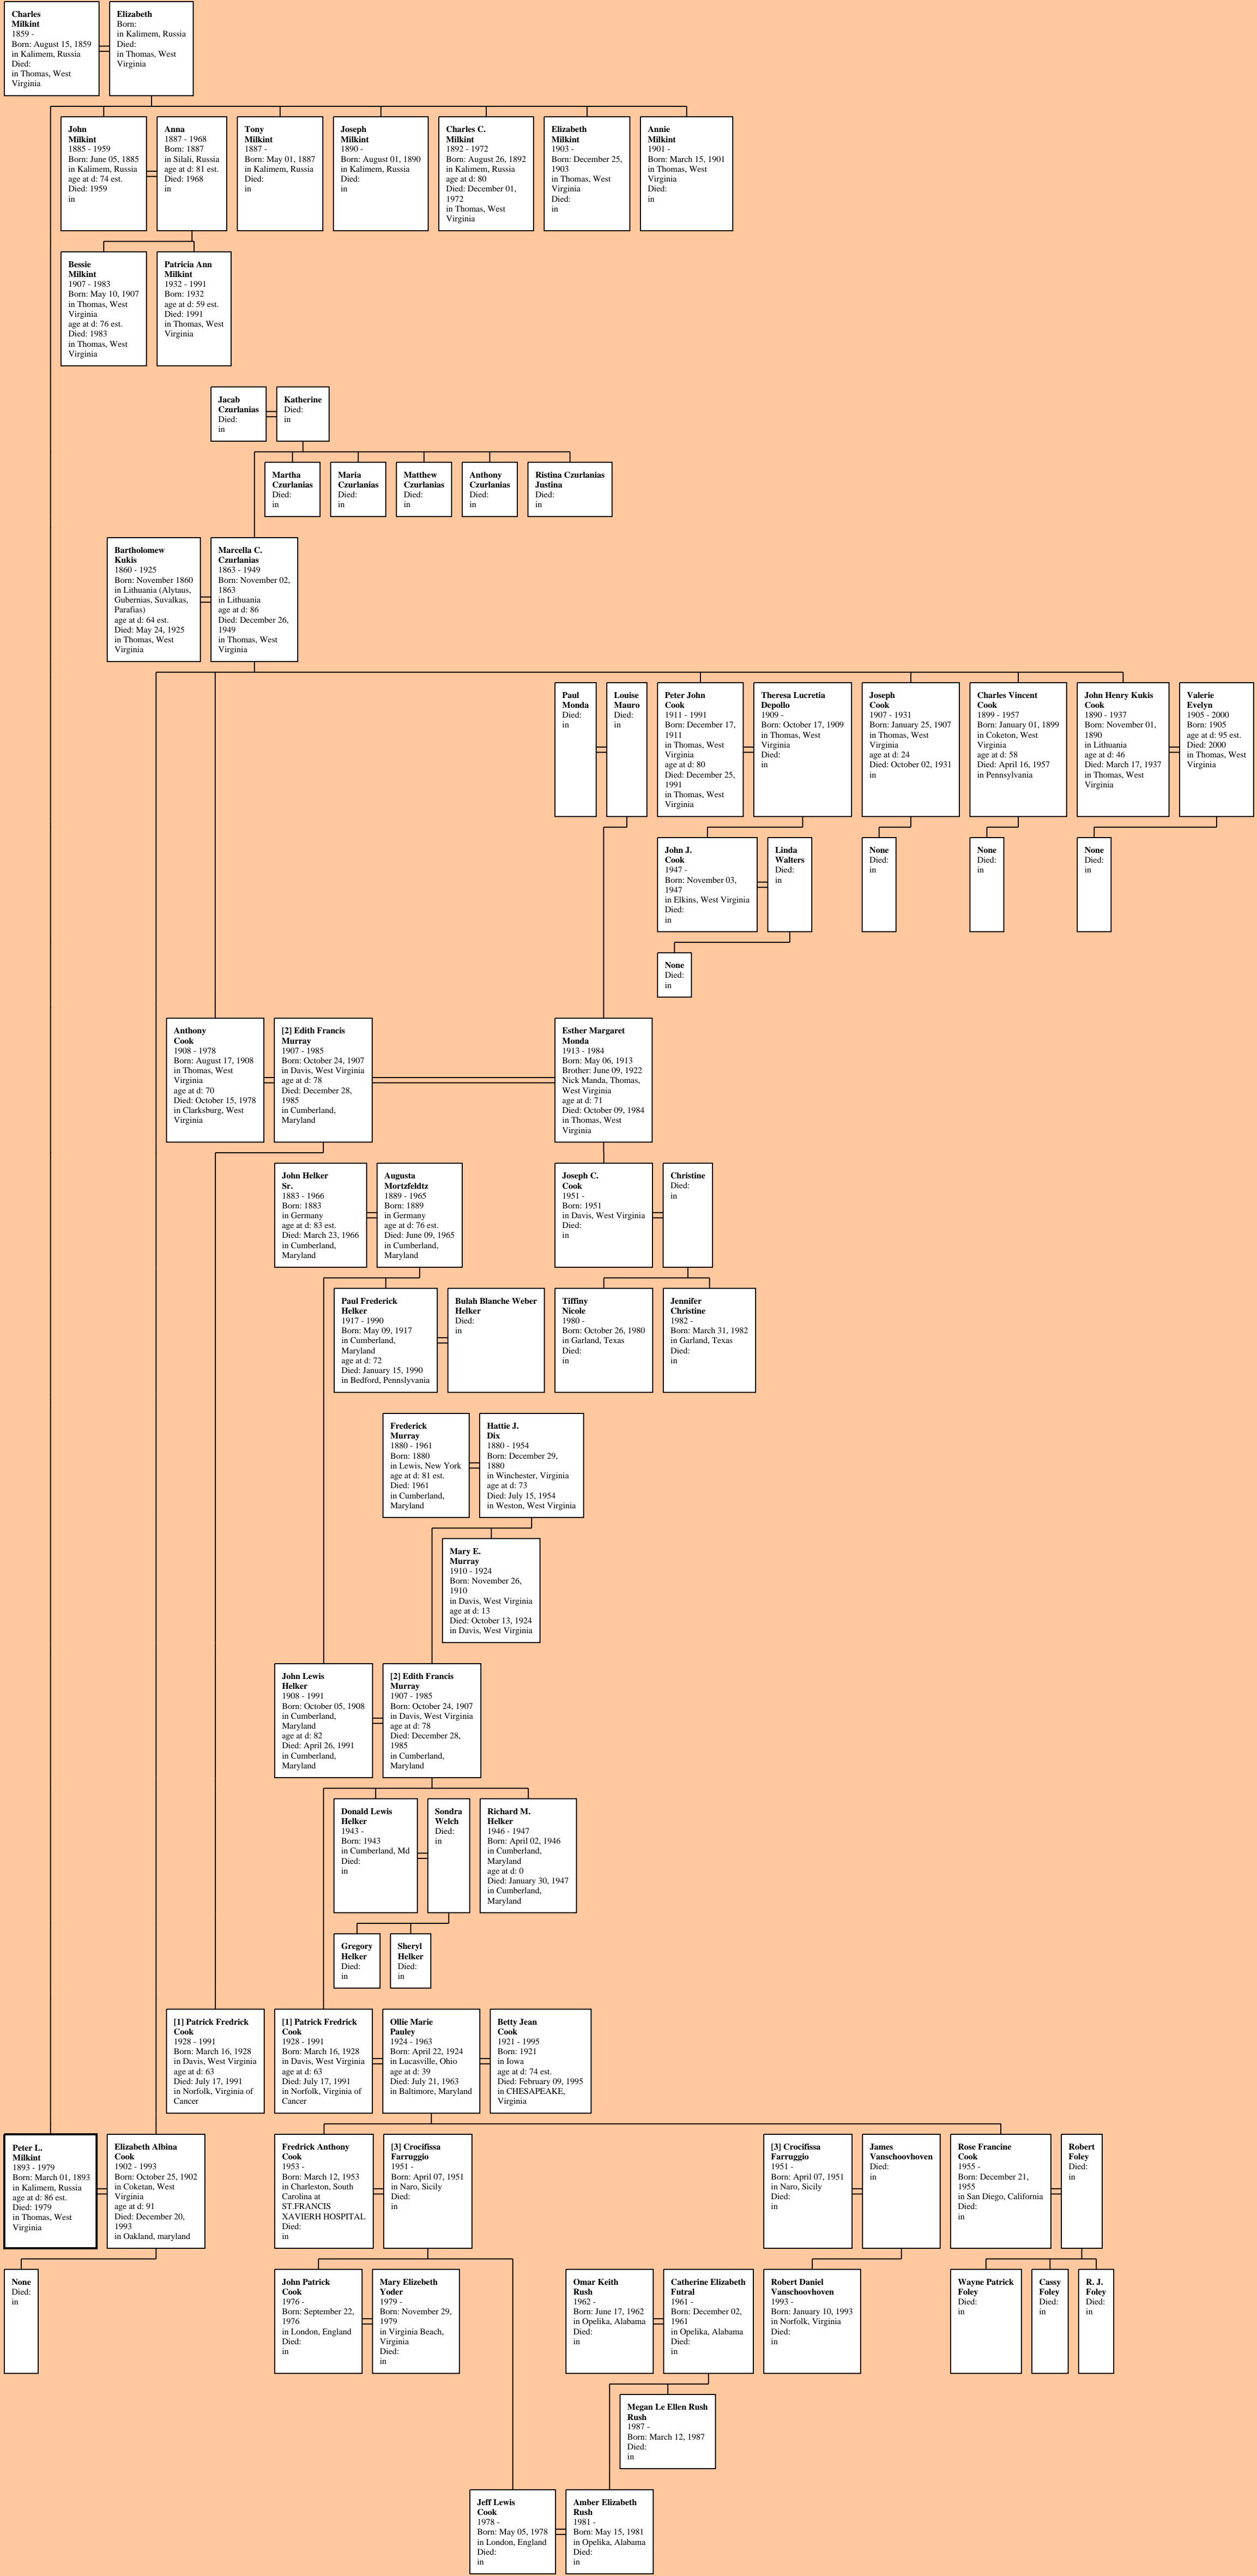 Charles
Milkint
1859 -
Born: August 15, 1859
in Kalimem, Russia
Died:
in Thomas, West
Virginia
Elizabeth
Born:
in Kalimem, Russia
Died:
in Thomas, West
Virginia
John
Milkint
1885 - 1959
Born: June 05, 1885
in Kalimem, Russia
age at d: 74 est.
Died: 1959
in
Anna
1887 - 1968
Born: 1887
in Silali, Russia
age at d: 81 est.
Died: 1968
in
Tony
Milkint
1887 -
Born: May 01, 1887
in Kalimem, Russia
Died:
in
Joseph
Milkint
1890 -
Born: August 01, 1890
in Kalimem, Russia
Died:
in
Charles C.
Milkint
1892 - 1972
Born: August 26, 1892
in Kalimem, Russia
age at d: 80
Died: December 01,
1972
in Thomas, West
Virginia
Elizabeth
Milkint
1903 -
Born: December 25,
1903
in Thomas, West
Virginia
Died:
in
Annie
Milkint
1901 -
Born: March 15, 1901
in Thomas, West
Virginia
Died:
in
Bessie
Milkint
1907 - 1983
Born: May 10, 1907
in Thomas, West
Virginia
age at d: 76 est.
Died: 1983
in Thomas, West
Virginia
Patricia Ann
Milkint
1932 - 1991
Born: 1932
age at d: 59 est.
Died: 1991
in Thomas, West
Virginia
Jacab
Czurlanias
Died:
in
Katherine
Died:
in
Martha
Czurlanias
Died:
in
Maria
Czurlanias
Died:
in
Matthew
Czurlanias
Died:
in
Anthony
Czurlanias
Died:
in
Ristina Czurlanias
Justina
Died:
in
Bartholomew
Kukis
1860 - 1925
Born: November 1860
in Lithuania (Alytaus,
Gubernias, Suvalkas,
Parafias)
age at d: 64 est.
Died: May 24, 1925
in Thomas, West
Virginia
Marcella C.
Czurlanias
1863 - 1949
Born: November 02,
1863
in Lithuania
age at d: 86
Died: December 26,
1949
in Thomas, West
Virginia
Paul
Monda
Died:
in
Louise
Mauro
Died:
in
Peter John
Cook
1911 - 1991
Born: December 17,
1911
in Thomas, West
Virginia
age at d: 80
Died: December 25,
1991
in Thomas, West
Virginia
Theresa Lucretia
Depollo
1909 -
Born: October 17, 1909
in Thomas, West
Virginia
Died:
in
Joseph
Cook
1907 - 1931
Born: January 25, 1907
in Thomas, West
Virginia
age at d: 24
Died: October 02, 1931
in
Charles Vincent
Cook
1899 - 1957
Born: January 01, 1899
in Coketon, West
Virginia
age at d: 58
Died: April 16, 1957
in Pennsylvania
John Henry Kukis
Cook
1890 - 1937
Born: November 01,
1890
in Lithuania
age at d: 46
Died: March 17, 1937
in Thomas, West
Virginia
Valerie
Evelyn
1905 - 2000
Born: 1905
age at d: 95 est.
Died: 2000
in Thomas, West
Virginia
John J.
Cook
1947 -
Born: November 03,
1947
in Elkins, West Virginia
Died:
in
Linda
Walters
Died:
in
None
Died:
in
None
Died:
in
None
Died:
in
None
Died:
in
Anthony
Cook
1908 - 1978
Born: August 17, 1908
in Thomas, West
Virginia
age at d: 70
Died: October 15, 1978
in Clarksburg, West
Virginia
[2] Edith Francis
Murray
1907 - 1985
Born: October 24, 1907
in Davis, West Virginia
age at d: 78
Died: December 28,
1985
in Cumberland,
Maryland
Esther Margaret
Monda
1913 - 1984
Born: May 06, 1913
Brother: June 09, 1922
Nick Manda, Thomas,
West Virginia
age at d: 71
Died: October 09, 1984
in Thomas, West
Virginia
John Helker
Sr.
1883 - 1966
Born: 1883
in Germany
age at d: 83 est.
Died: March 23, 1966
in Cumberland,
Maryland
Augusta
Mortzfeldtz
1889 - 1965
Born: 1889
in Germany
age at d: 76 est.
Died: June 09, 1965
in Cumberland,
Maryland
Joseph C.
Cook
1951 -
Born: 1951
in Davis, West Virginia
Died:
in
Christine
Died:
in
Paul Frederick
Helker
1917 - 1990
Born: May 09, 1917
in Cumberland,
Maryland
age at d: 72
Died: January 15, 1990
in Bedford, Pennslyvania
Bulah Blanche Weber
Helker
Died:
in
Tiffiny
Nicole
1980 -
Born: October 26, 1980
in Garland, Texas
Died:
in
Jennifer
Christine
1982 -
Born: March 31, 1982
in Garland, Texas
Died:
in
Frederick
Murray
1880 - 1961
Born: 1880
in Lewis, New York
age at d: 81 est.
Died: 1961
in Cumberland,
Maryland
Hattie J.
Dix
1880 - 1954
Born: December 29,
1880
in Winchester, Virginia
age at d: 73
Died: July 15, 1954
in Weston, West Virginia
Mary E.
Murray
1910 - 1924
Born: November 26,
1910
in Davis, West Virginia
age at d: 13
Died: October 13, 1924
in Davis, West Virginia
John Lewis
Helker
1908 - 1991
Born: October 05, 1908
in Cumberland,
Maryland
age at d: 82
Died: April 26, 1991
in Cumberland,
Maryland
[2] Edith Francis
Murray
1907 - 1985
Born: October 24, 1907
in Davis, West Virginia
age at d: 78
Died: December 28,
1985
in Cumberland,
Maryland
Donald Lewis
Helker
1943 -
Born: 1943
in Cumberland, Md
Died:
in
Sondra
Welch
Died:
in
Richard M.
Helker
1946 - 1947
Born: April 02, 1946
in Cumberland,
Maryland
age at d: 0
Died: January 30, 1947
in Cumberland,
Maryland
Gregory
Helker
Died:
in
Sheryl
Helker
Died:
in
[1] Patrick Fredrick
Cook
1928 - 1991
Born: March 16, 1928
in Davis, West Virginia
age at d: 63
Died: July 17, 1991
in Norfolk, Virginia of
Cancer
[1] Patrick Fredrick
Cook
1928 - 1991
Born: March 16, 1928
in Davis, West Virginia
age at d: 63
Died: July 17, 1991
in Norfolk, Virginia of
Cancer
Ollie Marie
Pauley
1924 - 1963
Born: April 22, 1924
in Lucasville, Ohio
age at d: 39
Died: July 21, 1963
in Baltimore, Maryland
Betty Jean
Cook
1921 - 1995
Born: 1921
in Iowa
age at d: 74 est.
Died: February 09, 1995
in CHESAPEAKE,
Virginia
Peter L.
Milkint
1893 - 1979
Born: March 01, 1893
in Kalimem, Russia
age at d: 86 est.
Died: 1979
in Thomas, West
Virginia
Elizabeth Albina
Cook
1902 - 1993
Born: October 25, 1902
in Coketan, West
Virginia
age at d: 91
Died: December 20,
1993
in Oakland, maryland
Fredrick Anthony
Cook
1953 -
Born: March 12, 1953
in Charleston, South
Carolina at
ST.FRANCIS
XAVIERH HOSPITAL
Died:
in
[3] Crocifissa
Farruggio
1951 -
Born: April 07, 1951
in Naro, Sicily
Died:
in
[3] Crocifissa
Farruggio
1951 -
Born: April 07, 1951
in Naro, Sicily
Died:
in
James
Vanschoovhoven
Died:
in
Rose Francine
Cook
1955 -
Born: December 21,
1955
in San Diego, California
Died:
in
Robert
Foley
Died:
in
None
Died:
in
John Patrick
Cook
1976 -
Born: September 22,
1976
in London, England
Died:
in
Mary Elizebeth
Yoder
1979 -
Born: November 29,
1979
in Virginia Beach,
Virginia
Died:
in
Omar Keith
Rush
1962 -
Born: June 17, 1962
in Opelika, Alabama
Died:
in
Catherine Elizabeth
Futral
1961 -
Born: December 02,
1961
in Opelika, Alabama
Died:
in
Robert Daniel
Vanschoovhoven
1993 -
Born: January 10, 1993
in Norfolk, Virginia
Died:
in
Wayne Patrick
Foley
Died:
in
Cassy
Foley
Died:
in
R. J.
Foley
Died:
in
Megan Le Ellen Rush
Rush
1987 -
Born: March 12, 1987
Died:
in
Jeff Lewis
Cook
1978 -
Born: May 05, 1978
in London, England
Died:
in
Amber Elizabeth
Rush
1981 -
Born: May 15, 1981
in Opelika, Alabama
Died:
in